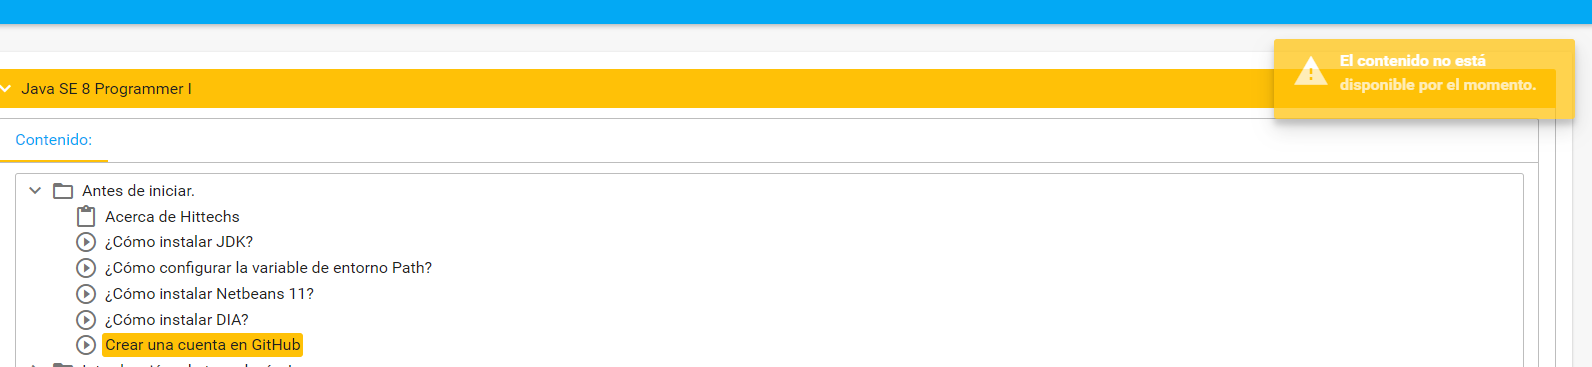 El contenido no está
disponible por el momento.
Java SE 8 Programmer I
Contenido:
Antes de iniciar.
Acerca de Hittechs
¿Cómo instalar JDK?
¿Cómo configurar la variable de entorno Path?
¿Cómo instalar Netbeans 11?
¿Cómo instalar DIA?
Crear una cuenta en GitHub